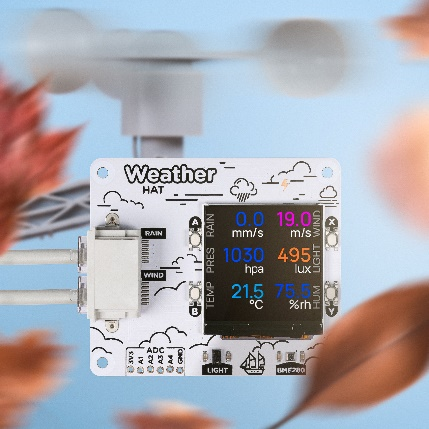 Weather
HAT
RAIN
WIND
A
B
X
Y
RAIN 0.0 mm/s
19.0 m/s WIND
PRES 1030 hpa
495 lux LIGHT
TEMP 21.5 °C
75.5 %rh HUM
ADC
3V3 A1 A2 A3 A4 GND
LIGHT
BME280